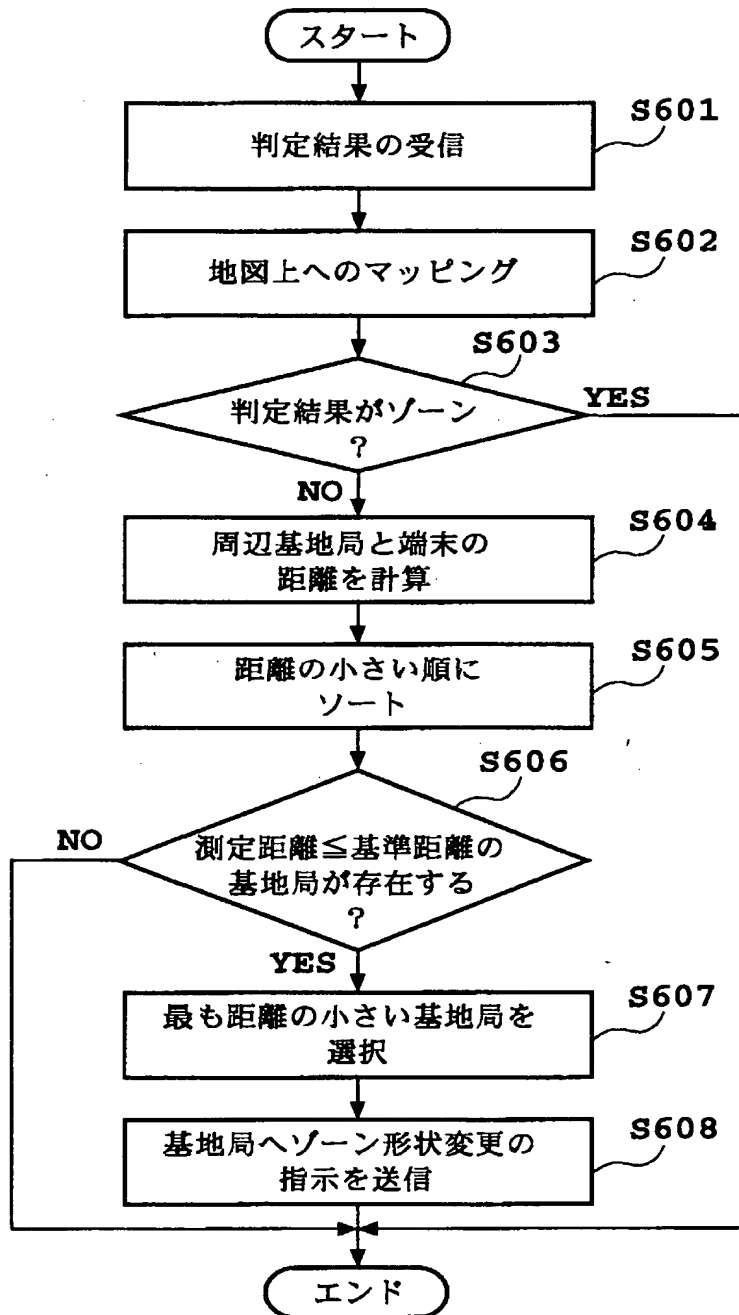 スタート
S601
判定結果の受信
S602
地図上へのマッピング
S603
判定結果がゾーン
?
YES
NO
S604
周辺基地局と端末の
距離を計算
S605
距離の小さい順に
ソート
S606
NO
測定距離≦基準距離の
基地局が存在する
?
YES
S607
最も距離の小さい基地局を
選択
S608
基地局へゾーン形状変更の
指示を送信
エンド